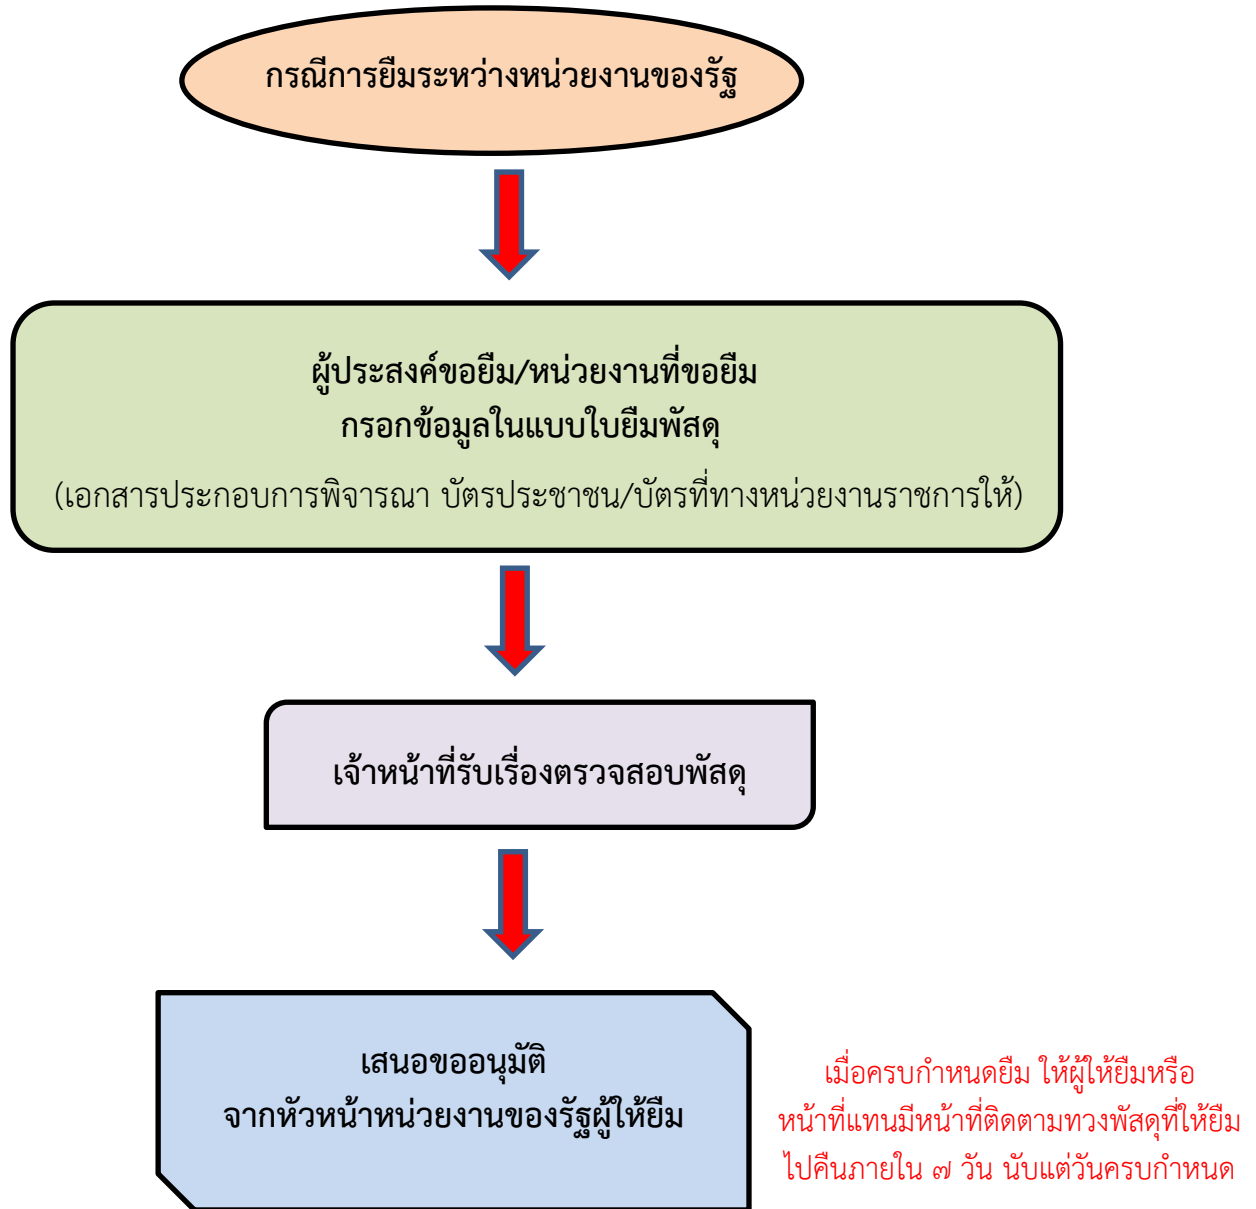 กรณีการยืมระหว่างหน่วยงานของรัฐ
ผู้ประสงค์ขอยืม/หน่วยงานที่ขอยืม
กรอกข้อมูลในแบบใบยืมพัสดุ
(เอกสารประกอบการพิจารณา บัตรประชาชน/บัตรที่ทางหน่วยงานราชการให้)
เจ้าหน้าที่รับเรื่องตรวจสอบพัสดุ
เสนอขออนุมัติ
จากหัวหน้าหน่วยงานของรัฐผู้ให้ยืม
เมื่อครบกำหนดยืม ให้ผู้ให้ยืมหรือ
หน้าที่แทนมีหน้าที่ติดตามทวงพัสดุที่ให้ยืม
ไปคืนภายใน ๗ วัน นับแต่วันครบกำหนด